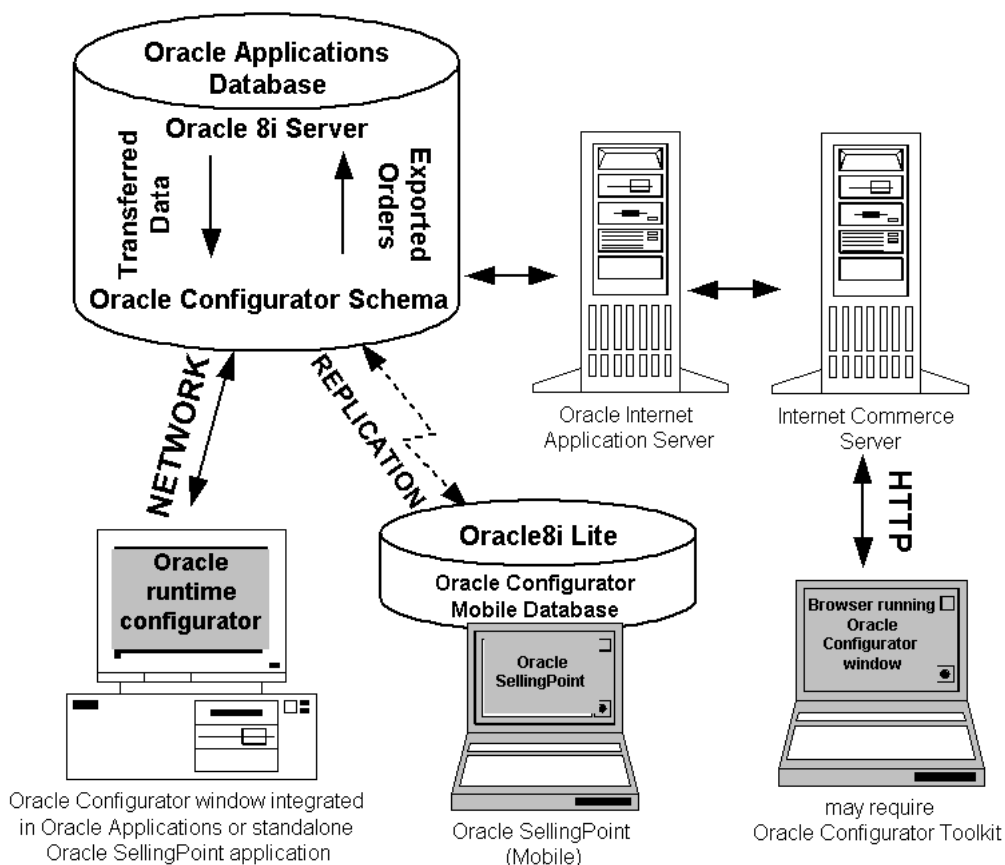 Oracle Applications
Database
Oracle 8i Server
Transferred
Data
Exported
Orders
Oracle Configurator Schema
NETWORK
REPLICATION
Oracle Internet
Application Server
Internet Commerce
Server
HTTP
Oracle
runtime
configurator
Oracle8i Lite
Oracle Configurator
Mobile Database
Oracle
SellingPoint
Browser running
Oracle
Configurator
window
Oracle Configurator window integrated
in Oracle Applications or standalone
Oracle SellingPoint application
Oracle SellingPoint
(Mobile)
may require
Oracle Configurator Toolkit